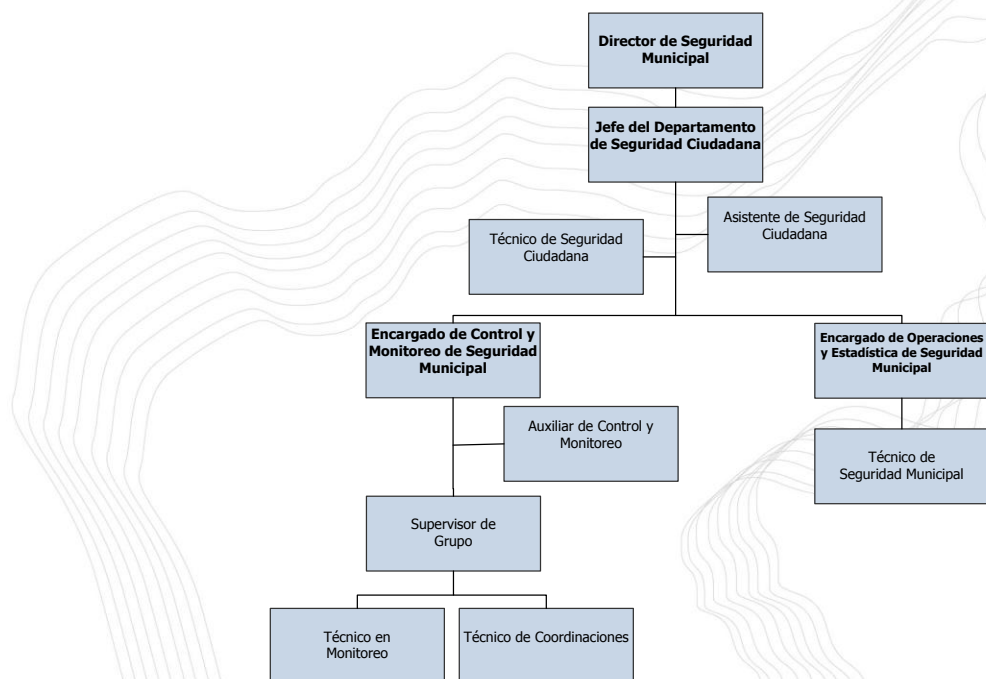 Director de Seguridad
Municipal
Jefe del Departamento
de Seguridad Ciudadana
Técnico de Seguridad
Ciudadana
Asistente de Seguridad
Ciudadana
Encargado de Control y
Monitoreo de Seguridad
Municipal
Encargado de Operaciones
y Estadística de Seguridad
Municipal
Auxiliar de Control y
Monitoreo
Técnico de
Seguridad Municipal
Supervisor de
Grupo
Técnico en
Monitoreo
Técnico de Coordinaciones